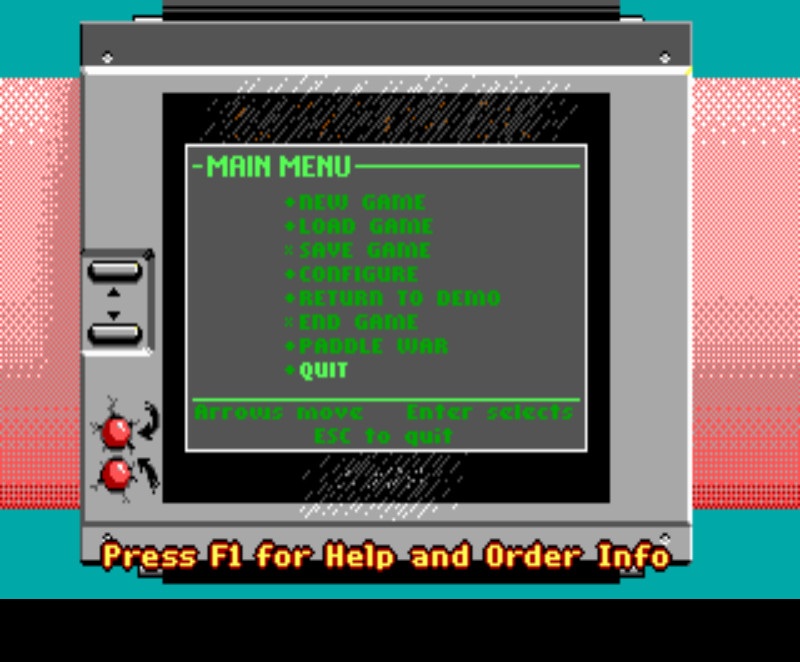 MAIN MENU
NEW GAME
LOAD GAME
SAVE GAME
CONFIGURE
RETURN TO DEMO
END GAME
PADDLE WAR
QUIT
Arrows move Enter selects
ESC to quit
Press F1 for Help and Order Info